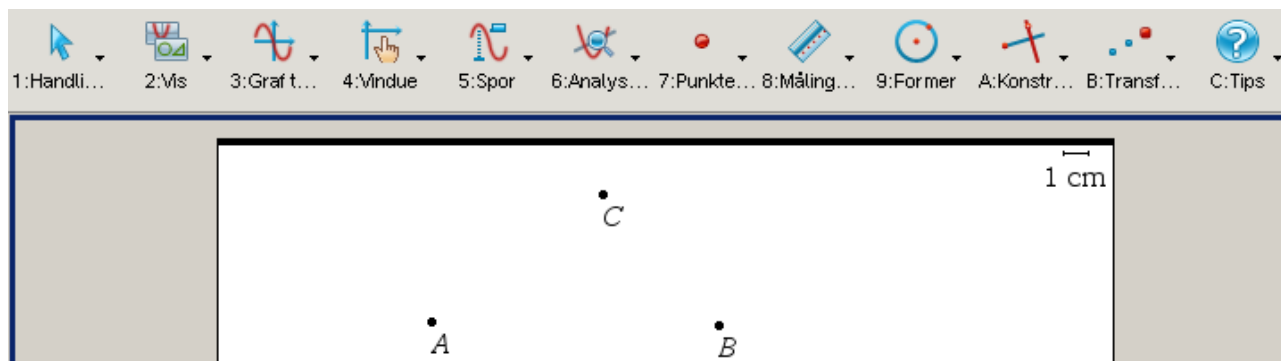 1:Handli... 2:Vis 3:Graf t... 4:Vindue 5:Spor 6:Analys... 7:Punkte... 8:Måling... 9:Former A:Konstr... B:Transf... C:Tips
1 cm
C
A B